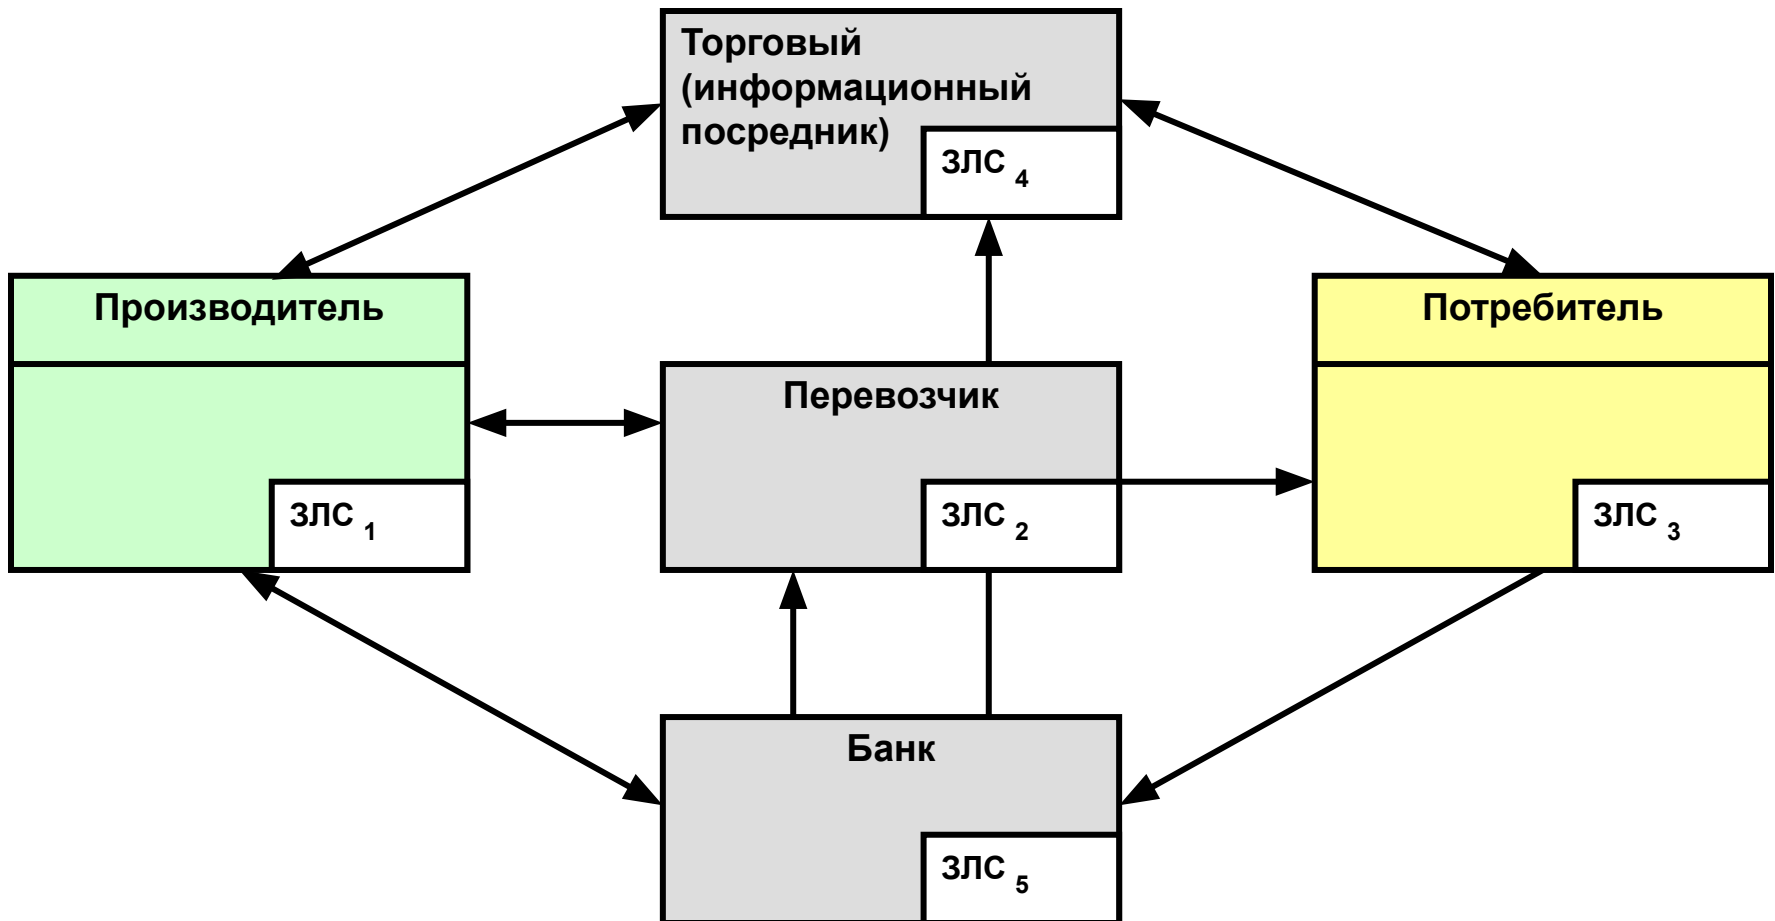 Торговый
(информационный
посредник)
ЗЛС 4
Производитель
Потребитель
Перевозчик
ЗЛС 1
ЗЛС 2
ЗЛС 3
Банк
ЗЛС 5